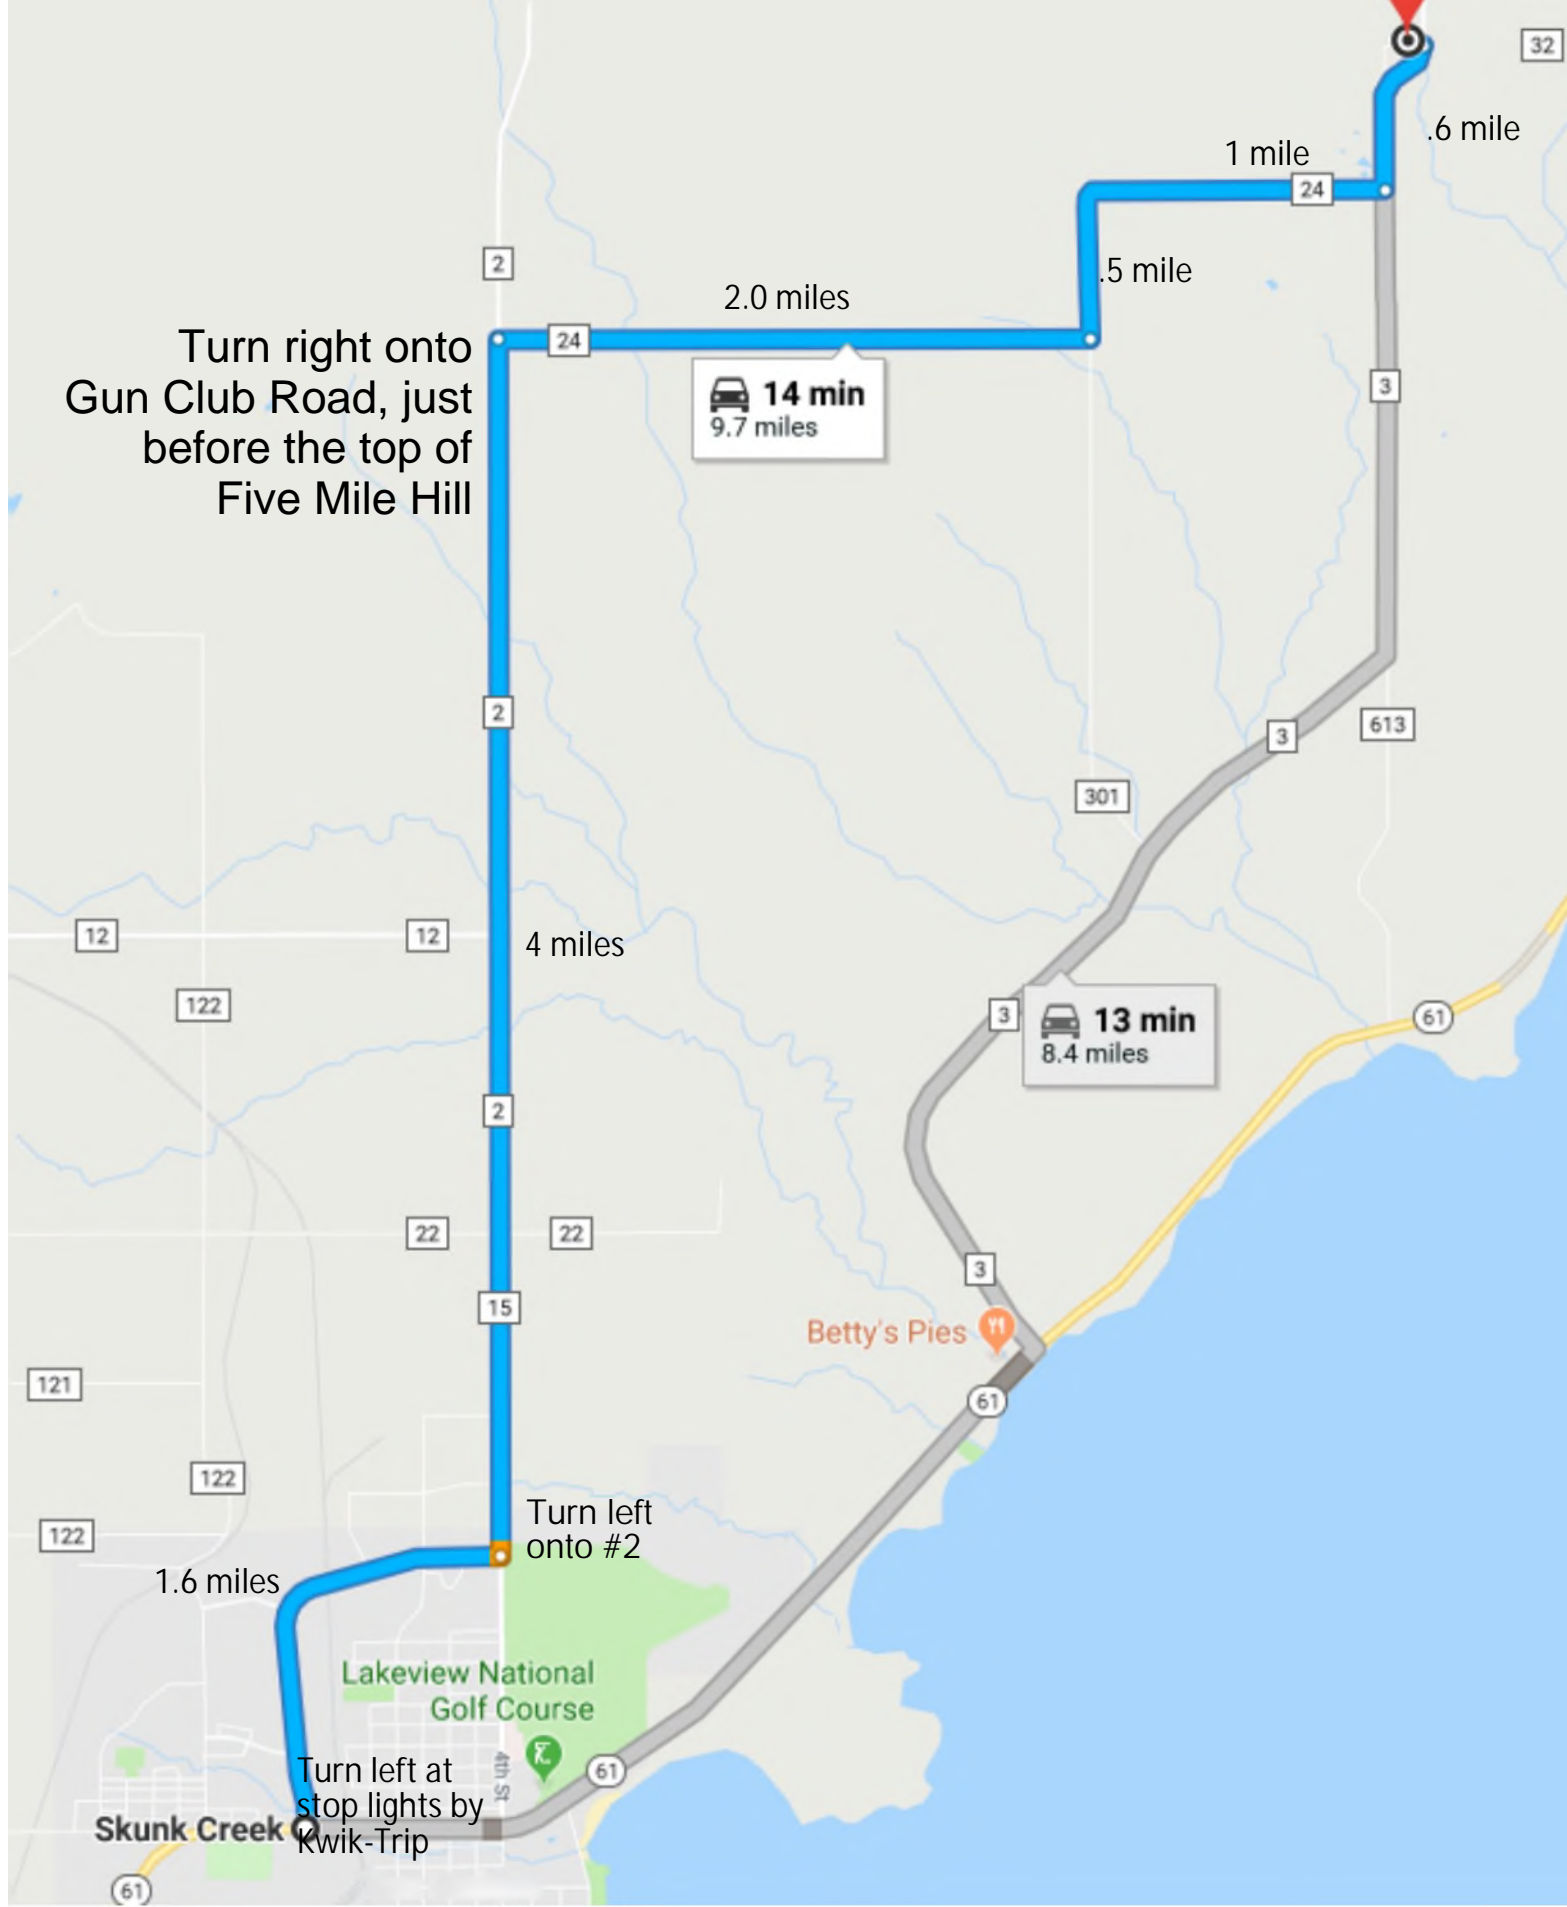 32
.6 mile
1 mile
24
2
.5 mile
2.0 miles
24
Turn right onto
Gun Club Road, just
before the top of
Five Mile Hill
14 min
9.7 miles
3
2
613
3
301
12
12
4 miles
122
3
13 min
8.4 miles
61
2
22
22
3
15
Betty's Pies
121
61
122
122
Turn left
onto #2
1.6 miles
Lakeview National
Golf Course
4th St
61
Turn left at
stop lights by
Kwik-Trip
Skunk Creek
61